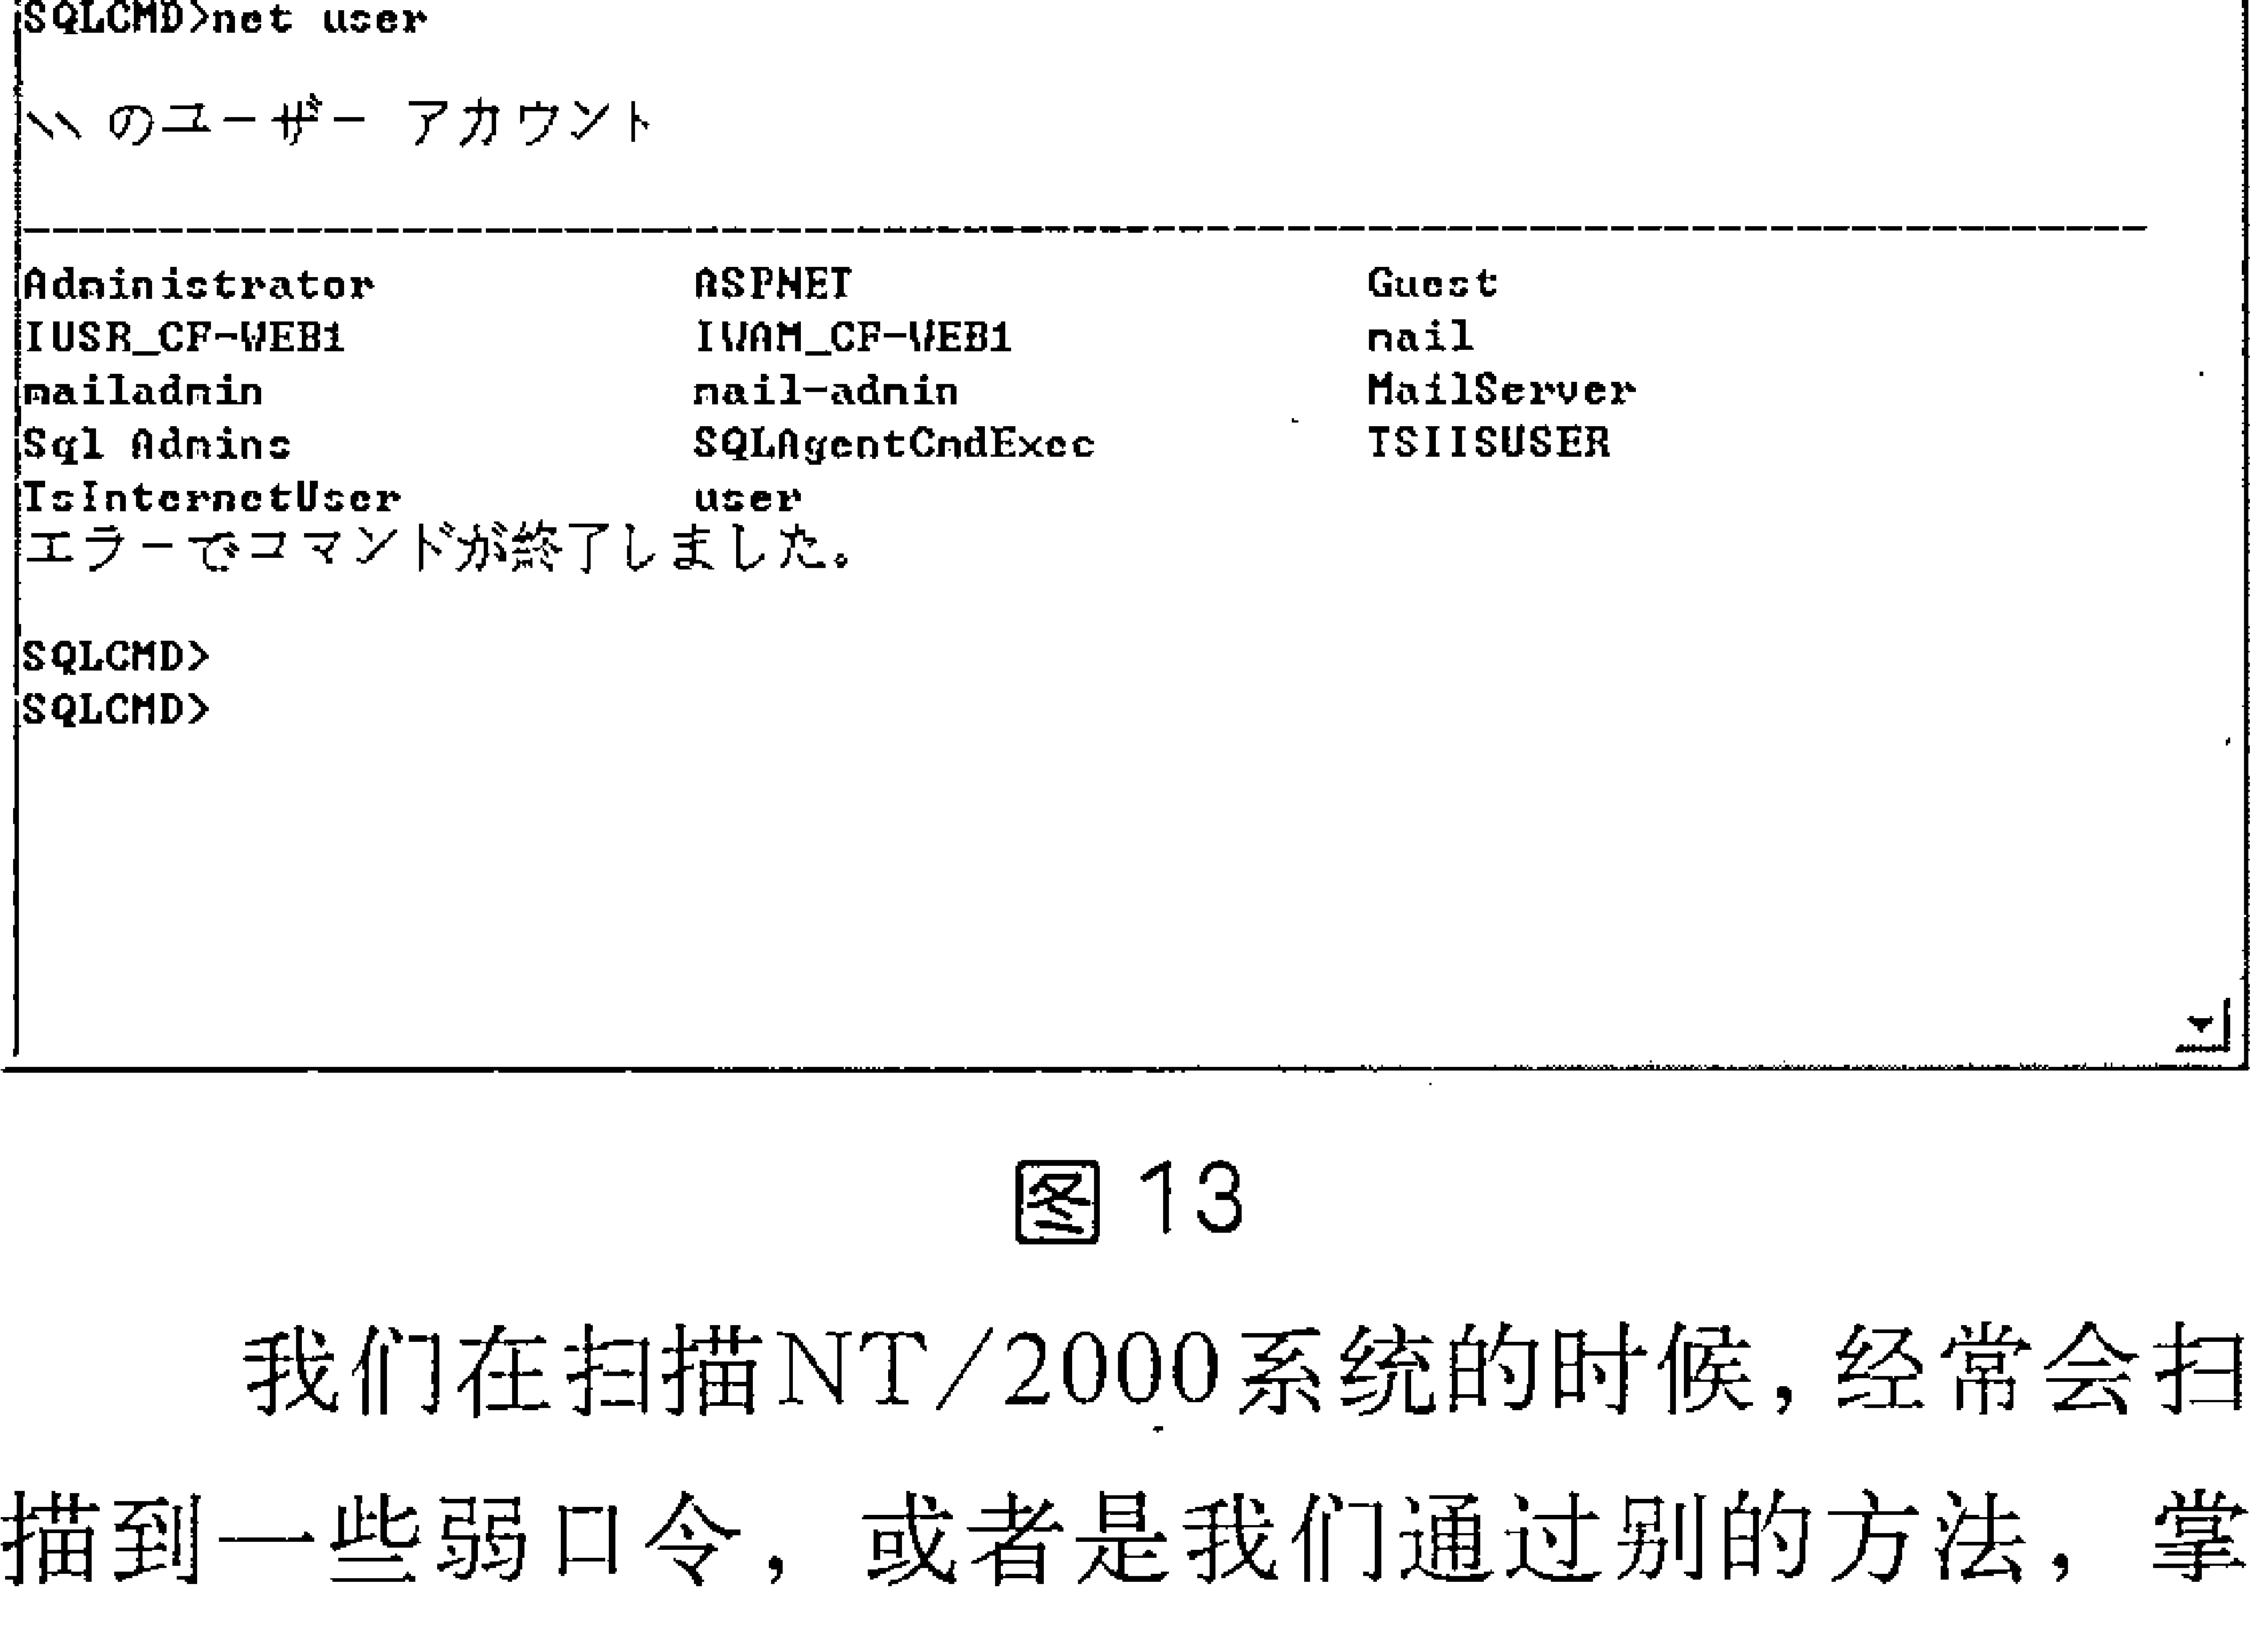 SQLCMD>net user
\\ のユーザー アカウント
-------------------------------------------------------------------------------
Administrator ASPNET Guest
IUSR_CF-WEB1 IWAM_CF-WEB1 mail
mailadmin mail-admin MailServer
Sql Admins SQLAgentCmdExec TSIISUSER
TsInternetUser user
エラーでコマンドが終了しました。
SQLCMD>
SQLCMD>
图 13
我们在扫描NT/2000系统的时候,经常会扫
描到一些弱口令，或者是我们通过别的方法，掌